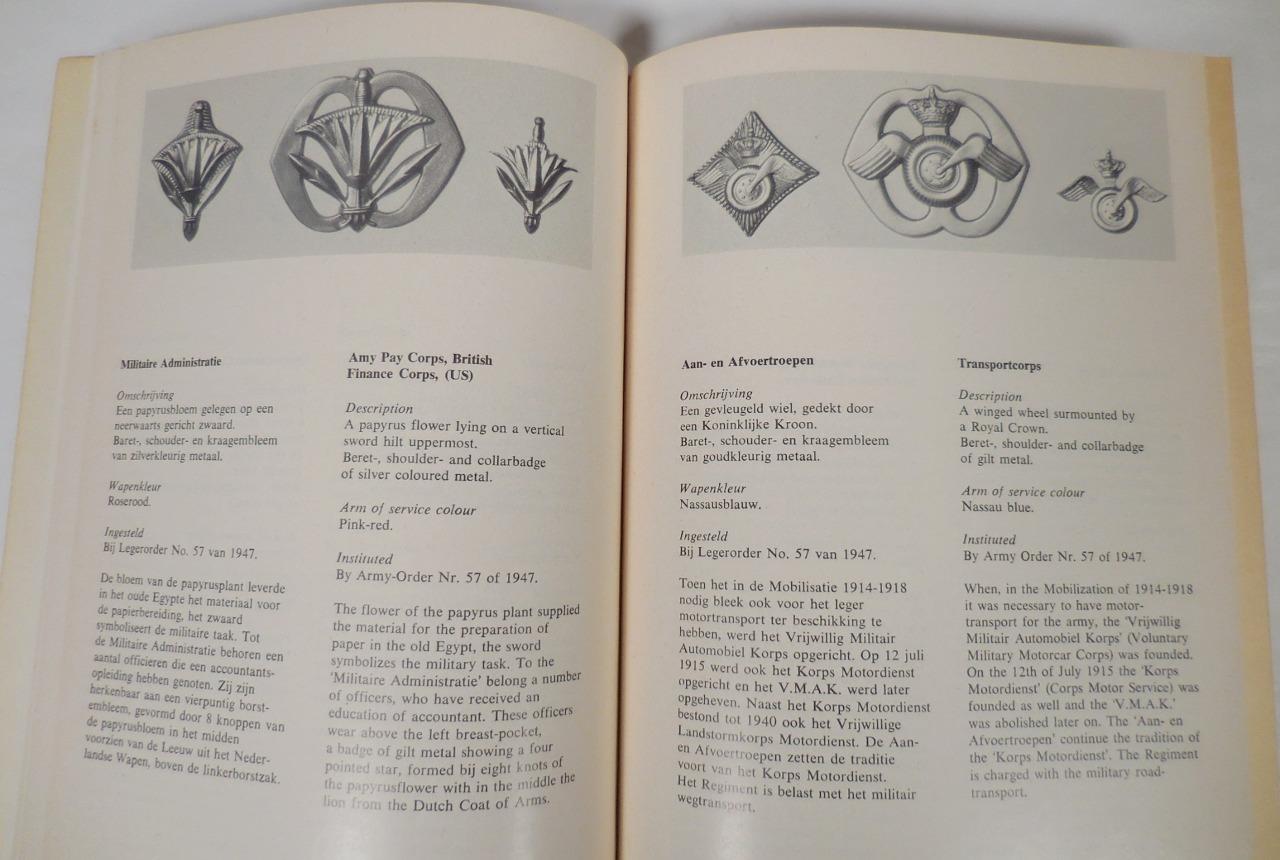 Militaire Administratie
Omschrijving
Een papyrusbloem gelegen op een
neerwaarts gericht zwaard.
Baret-, schouder- en kraagembleem
van zilverkleurig metaal.
Wapenkleur
Roserood.
Ingesteld
Bij Legerorder No. 57 van 1947.
De bloem van de papyrusplant leverde
in het oude Egypte het materiaal voor
de papierbereiding, het zwaard
symboliseert de militaire taak. Tot
de Militaire Administratie behoren een
aantal officieren die een accountants-
opleiding hebben genoten. Zij zijn
herkenbaar aan een vierpuntig borst-
embleem, gevormd door 8 knoppen van
de papyrusbloem in het midden
voorzien van de Leeuw uit het Neder-
landse Wapen, boven de linkerborstzak.
Amy Pay Corps, British
Finance Corps, (US)
Description
A papyrus flower lying on a vertical
sword hilt uppermost.
Beret-, shoulder- and collarbadge
of silver coloured metal.
Arm of service colour
Pink-red.
Instituted
By Army-Order Nr. 57 of 1947.
The flower of the papyrus plant supplied
the material for the preparation of
paper in the old Egypt, the sword
symbolizes the military task. To the
'Militaire Administratie' belong a number
of officers, who have received an
education of accountant. These officers
wear above the left breast-pocket,
a badge of gilt metal showing a four
pointed star, formed bij eight knots of
the papyrusflower with in the middle the
lion from the Dutch Coat of Arms.
Aan- en Afvoertroepen
Omschrijving
Een gevleugeld wiel, gedekt door
een Koninklijke Kroon.
Baret-, schouder- en kraagembleem
van goudkleurig metaal.
Wapenkleur
Nassausblauw.
Ingesteld
Bij Legerorder No. 57 van 1947.
Toen het in de Mobilisatie 1914-1918
nodig bleek ook voor het leger
motortransport ter beschikking te
hebben, werd het Vrijwillig Militair
Automobiel Korps opgericht. Op 12 juli
1915 werd ook het Korps Motordienst
opgericht en het V.M.A.K. werd later
opgeheven. Naast het Korps Motordienst
bestond tot 1940 ook het Vrijwillige
Landstormkorps Motordienst. De Aan-
en Afvoertroepen zetten de traditie
voort van het Korps Motordienst.
Het Regiment is belast met het militair
wegtransport.
Transportcorps
Description
A winged wheel surmounted by
a Royal Crown.
Beret-, shoulder- and collarbadge
of gilt metal.
Arm of service colour
Nassau blue.
Instituted
By Army Order Nr. 57 of 1947.
When, in the Mobilization of 1914-1918
it was necessary to have motor-
transport for the army, the 'Vrijwillig
Militair Automobiel Korps' (Voluntary
Military Motorcar Corps) was founded.
On the 12th of July 1915 the 'Korps
Motordienst' (Corps Motor Service) was
founded as well and the 'V.M.A.K.'
was abolished later on. The 'Aan- en
Afvoertroepen' continue the tradition of
the 'Korps Motordienst'. The Regiment
is charged with the military road-
transport.